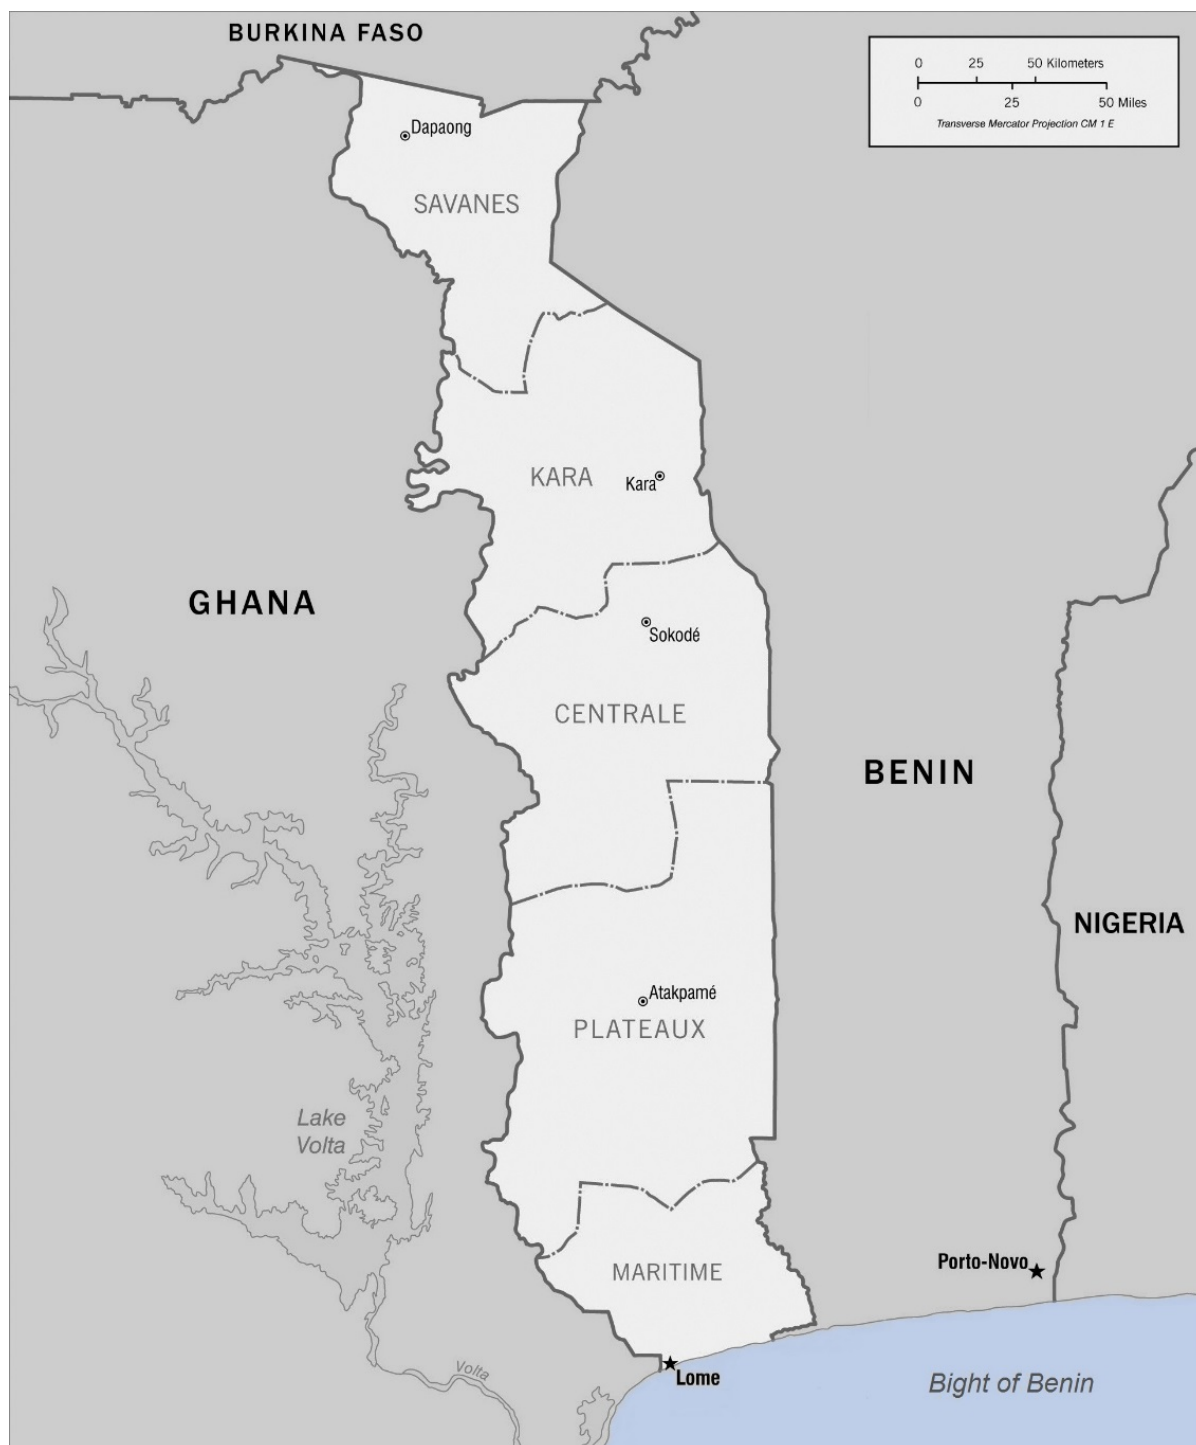 BURKINA FASO
0 25 50 Kilometers
0 25 50 Miles
Transverse Mercator Projection CM 1 E
Dapaong
SAVANES
KARA
Kara
GHANA
Sokodé
CENTRALE
BENIN
NIGERIA
Atakpamé
PLATEAUX
Lake
Volta
Porto-Novo
MARITIME
Volta
Lome
Bight of Benin